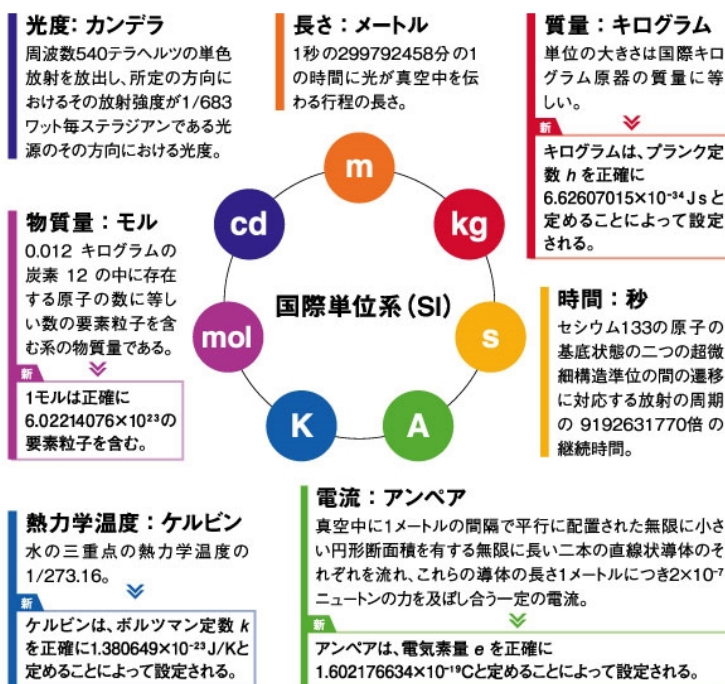 光度：カンデラ
周波数540テラヘルツの単色
放射を放出し、所定の方向に
おけるその放射強度が1/683
ワット毎ステラジアンである光
源のその方向における光度。
長さ：メートル
1秒の299792458分の1
の時間に光が真空中を伝
わる行程の長さ。
質量：キログラム
単位の大きさは国際キロ
グラム原器の質量に等
しい。
新
キログラムは、プランク定
数 h を正確に
6.62607015×10⁻³⁴Jsと
定めることによって設定
される。
m
cd
kg
国際単位系（SI）
mol
s
K
A
物質量：モル
0.012 キログラムの
炭素 12 の中に存在
する原子の数に等し
い数の要素粒子を含
む系の物質量である。
新
1モルは正確に
6.02214076×10²³の
要素粒子を含む。
時間：秒
セシウム133の原子の
基底状態の二つの超微
細構造準位の間の遷移
に対応する放射の周期
の 9192631770倍 の
継続時間。
熱力学温度：ケルビン
水の三重点の熱力学温度の
1/273.16。
新
ケルビンは、ボルツマン定数 k
を正確に1.380649×10⁻²³J/Kと
定めることによって設定される。
電流：アンペア
真空中に1メートルの間隔で平行に配置された無限に小さ
い円形断面積を有する無限に長い二本の直線状導体のそ
れぞれを流れ、これらの導体の長さ1メートルにつき2×10⁻⁷
ニュートンの力を及ぼし合う一定の電流。
新
アンペアは、電気素量 e を正確に
1.602176634×10⁻¹⁹Cと定めることによって設定される。